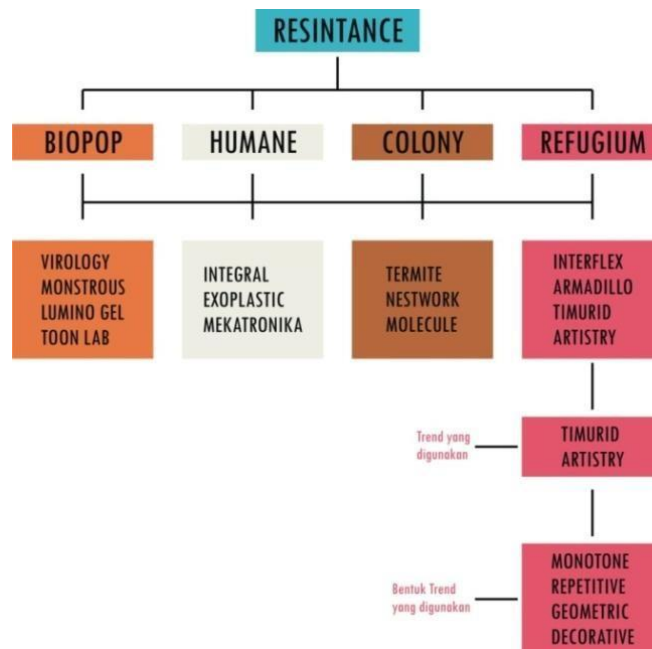 RESINTANCE
BIOPOP
HUMANE
COLONY
REFUGIUM
VIROLOGY
MONSTROUS
LUMINO GEL
TOON LAB
INTEGRAL
EXOPLASTIC
MEKATRONIKA
TERMITE
NESTWORK
MOLECULE
INTERFLEX
ARMADILLO
TIMURID
ARTISTRY
Trend yang
digunakan
TIMURID
ARTISTRY
Bentuk Trend
yang digunakan
MONOTONE
REPETITIVE
GEOMETRIC
DECORATIVE